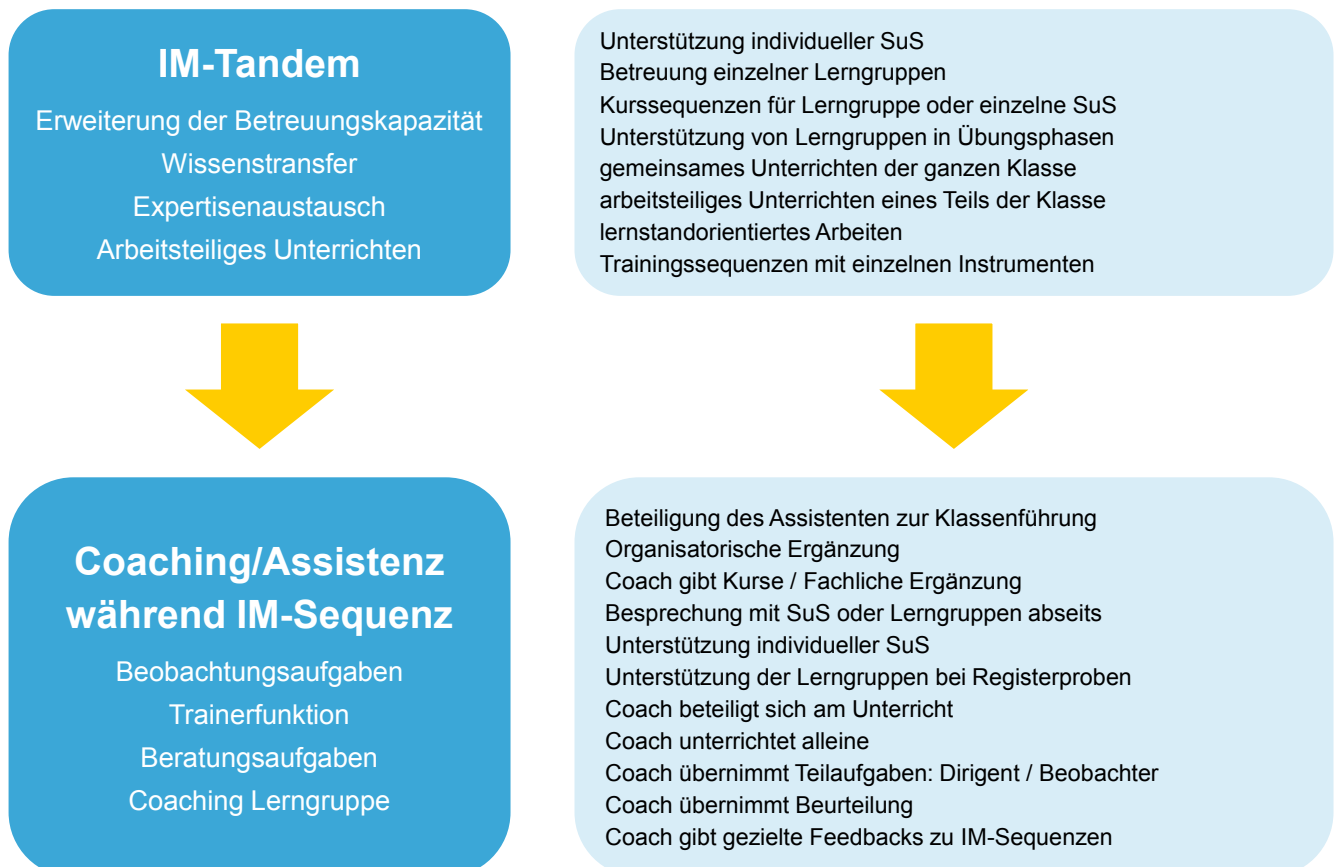 IM-Tandem
Erweiterung der Betreuungskapazität
Wissenstransfer
Expertisenaustausch
Arbeitsteiliges Unterrichten
Unterstützung individueller SuS
Betreuung einzelner Lerngruppen
Kurssequenzen für Lerngruppe oder einzelne SuS
Unterstützung von Lerngruppen in Übungsphasen
gemeinsames Unterrichten der ganzen Klasse
arbeitsteiliges Unterrichten eines Teils der Klasse
lernstandorientiertes Arbeiten
Trainingssequenzen mit einzelnen Instrumenten
Coaching/Assistenz
während IM-Sequenz
Beobachtungsaufgaben
Trainerfunktion
Beratungsaufgaben
Coaching Lerngruppe
Beteiligung des Assistenten zur Klassenführung
Organisatorische Ergänzung
Coach gibt Kurse / Fachliche Ergänzung
Besprechung mit SuS oder Lerngruppen abseits
Unterstützung individueller SuS
Unterstützung der Lerngruppen bei Registerproben
Coach beteiligt sich am Unterricht
Coach unterrichtet alleine
Coach übernimmt Teilaufgaben: Dirigent / Beobachter
Coach übernimmt Beurteilung
Coach gibt gezielte Feedbacks zu IM-Sequenzen